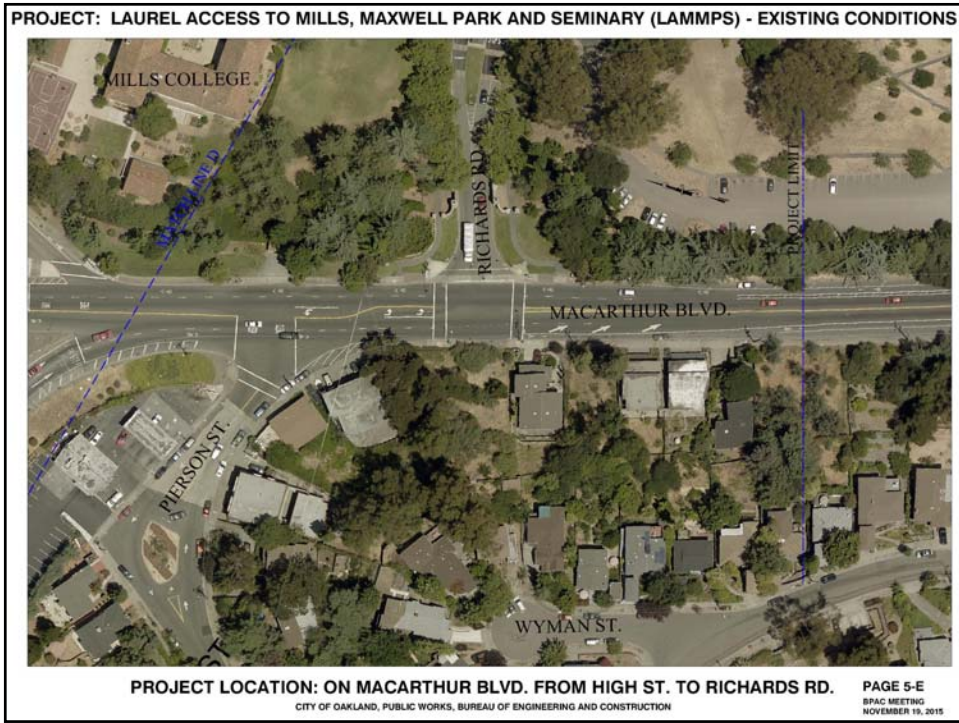 PROJECT: LAUREL ACCESS TO MILLS, MAXWELL PARK AND SEMINARY (LAMMPS) - EXISTING CONDITIONS
MILLS COLLEGE
RICHARDS RD.
PROJECT LIMIT
MACARTHUR BLVD.
PIERSON ST.
WYMAN ST.
ST
PROJECT LOCATION: ON MACARTHUR BLVD. FROM HIGH ST. TO RICHARDS RD.
CITY OF OAKLAND, PUBLIC WORKS, BUREAU OF ENGINEERING AND CONSTRUCTION
PAGE 5-E
BPAC MEETING
NOVEMBER 19, 2015